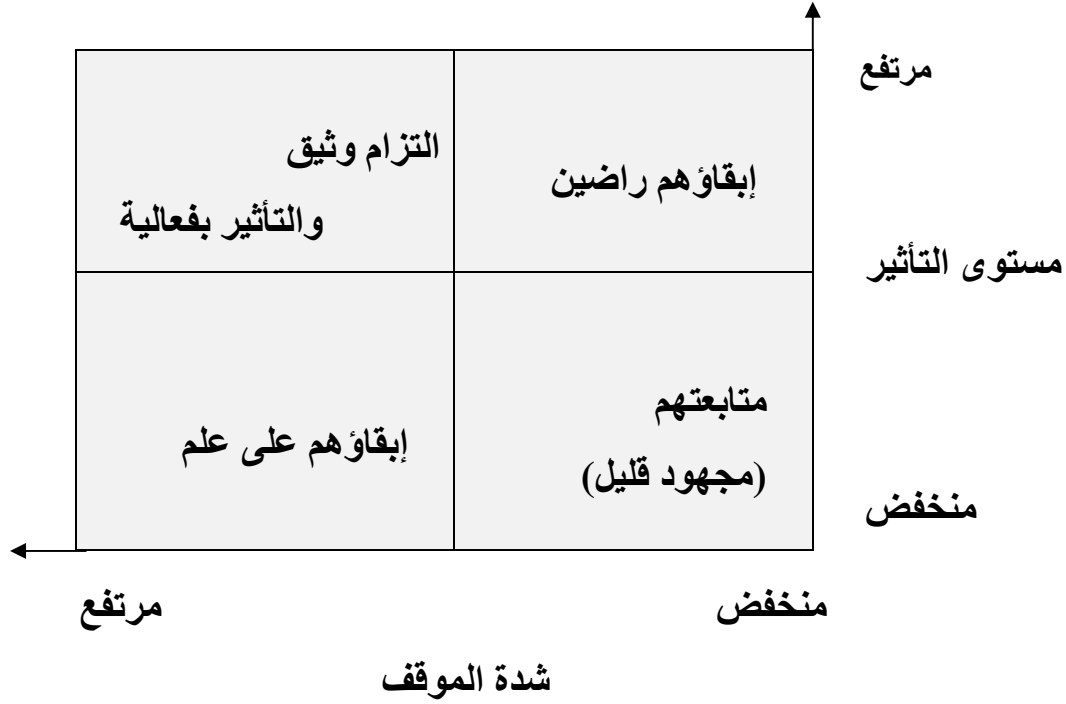 مرتفع
إبقاؤهم راضين
التزام وثيق
والتأثير بفعالية
مستوى التأثير
متابعتهم
(مجهود قليل)
إبقاؤهم على علم
منخفض
منخفض
مرتفع
شدة الموقف